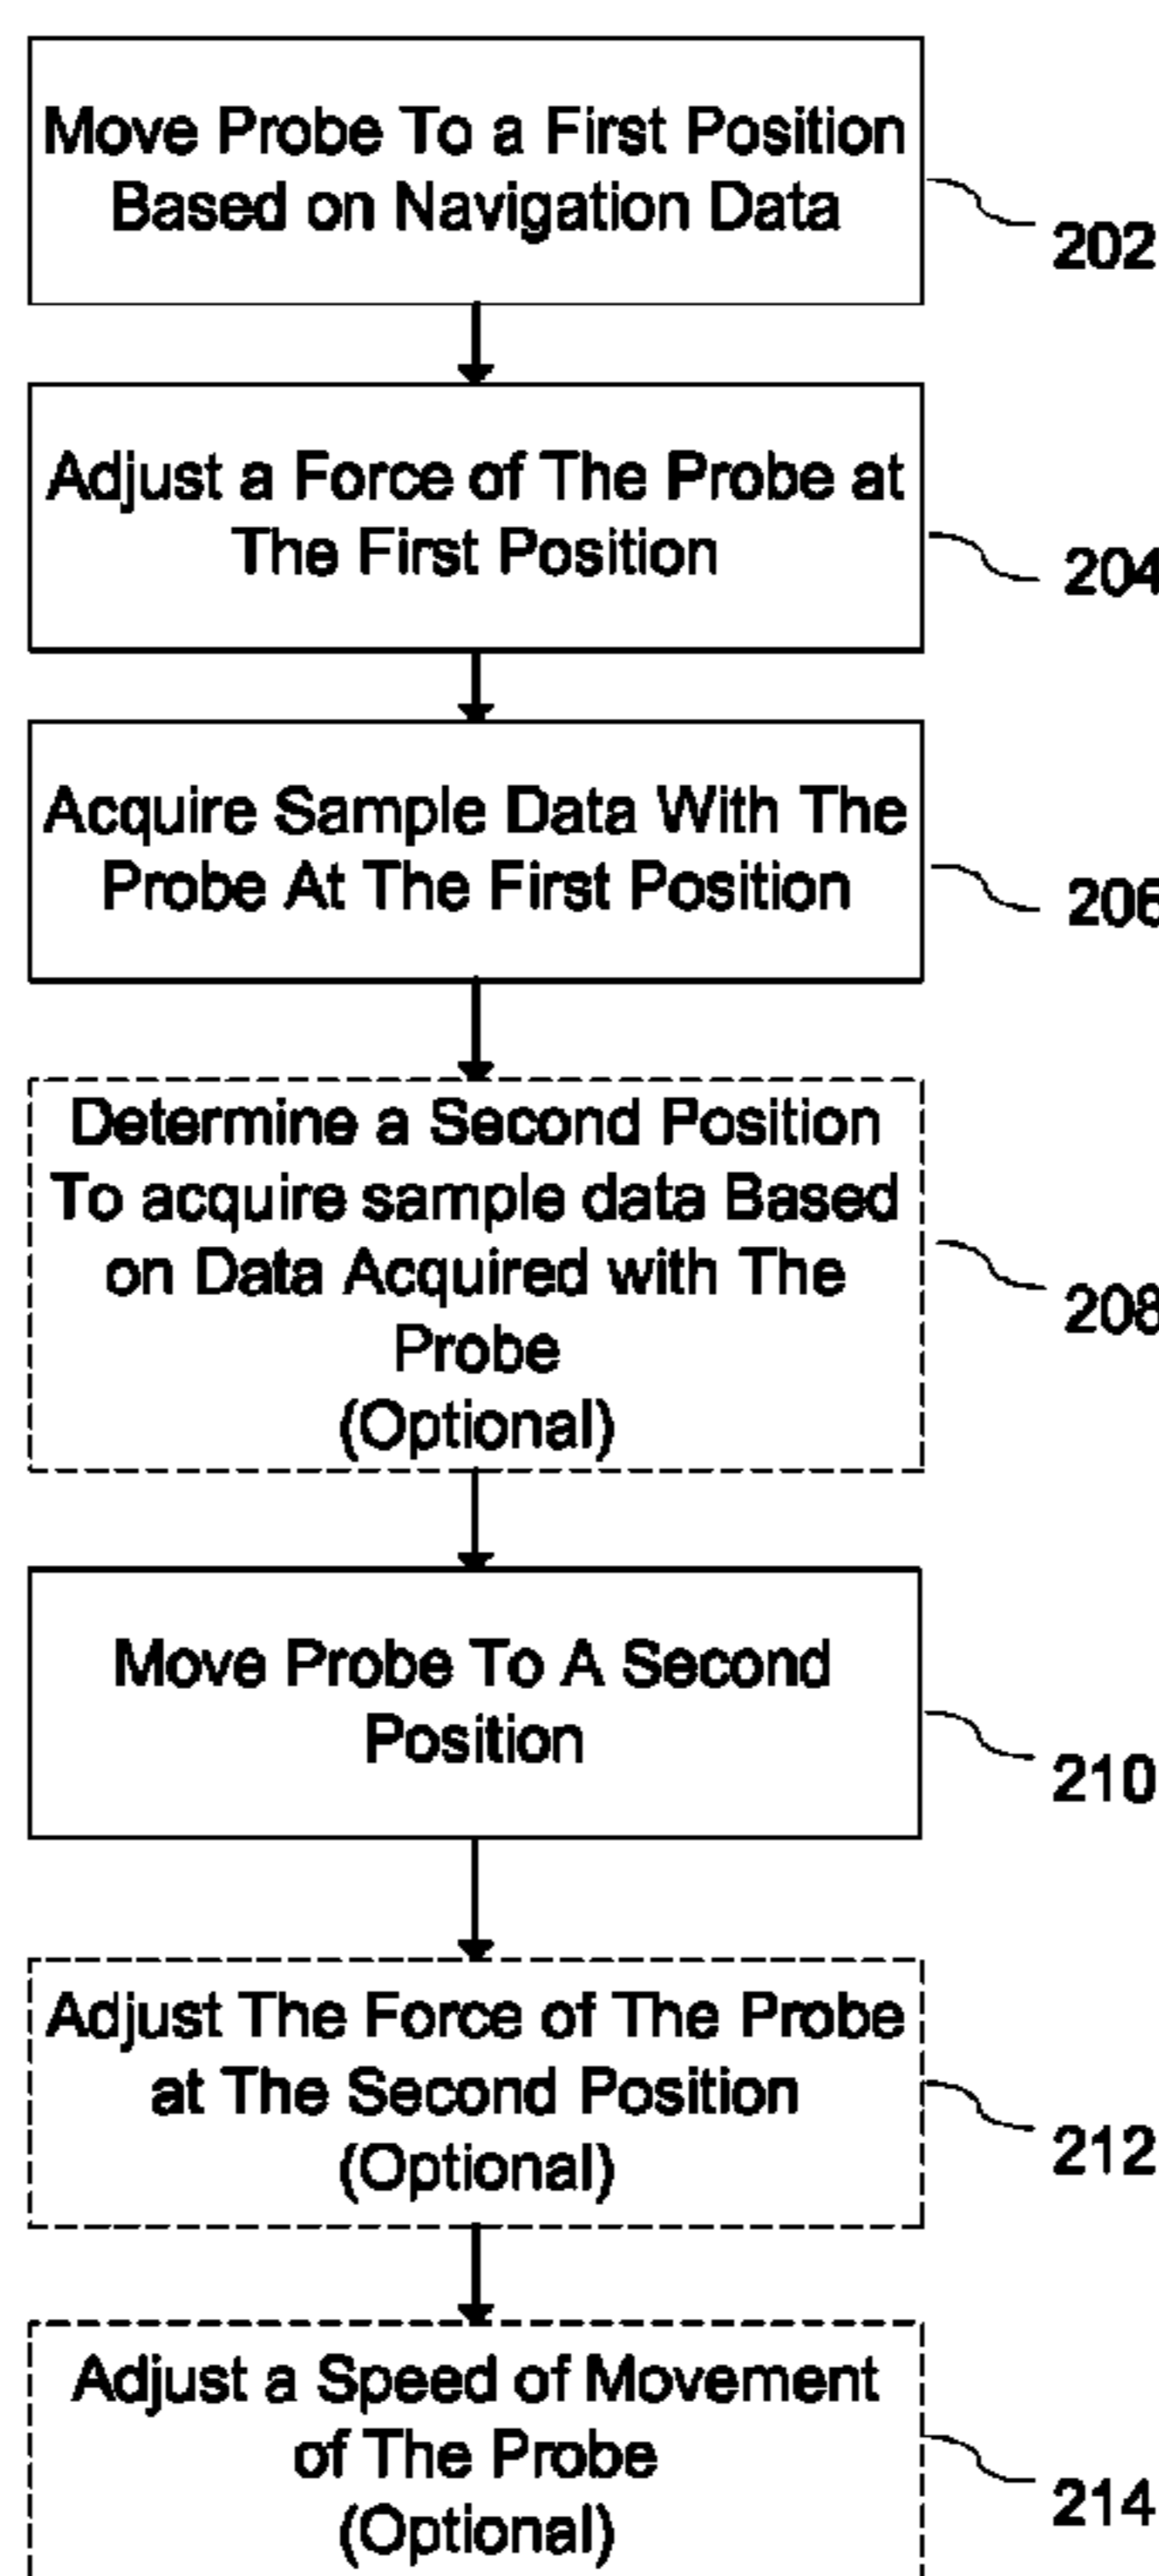 Move Probe To a First Position
Based on Navigation Data
202
Adjust a Force of The Probe at
The First Position
204
Acquire Sample Data With The
Probe At The First Position
206
Determine a Second Position
To acquire sample data Based
on Data Acquired with The
Probe
(Optional)
208
Move Probe To A Second
Position
210
Adjust The Force of The Probe
at The Second Position
(Optional)
212
Adjust a Speed of Movement
of The Probe
(Optional)
214